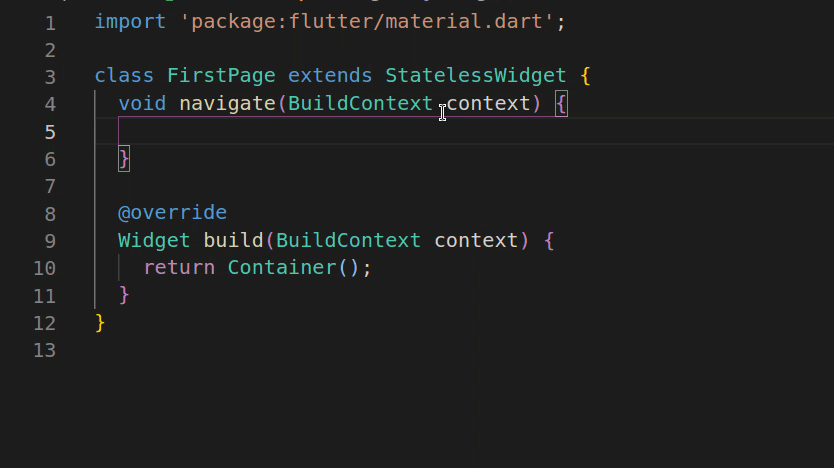 1 import 'package:flutter/material.dart';
2
3 class FirstPage extends StatelessWidget {
4   void navigate(BuildContext context) {
5
6   }
7
8   @override
9   Widget build(BuildContext context) {
10     return Container();
11   }
12 }
13